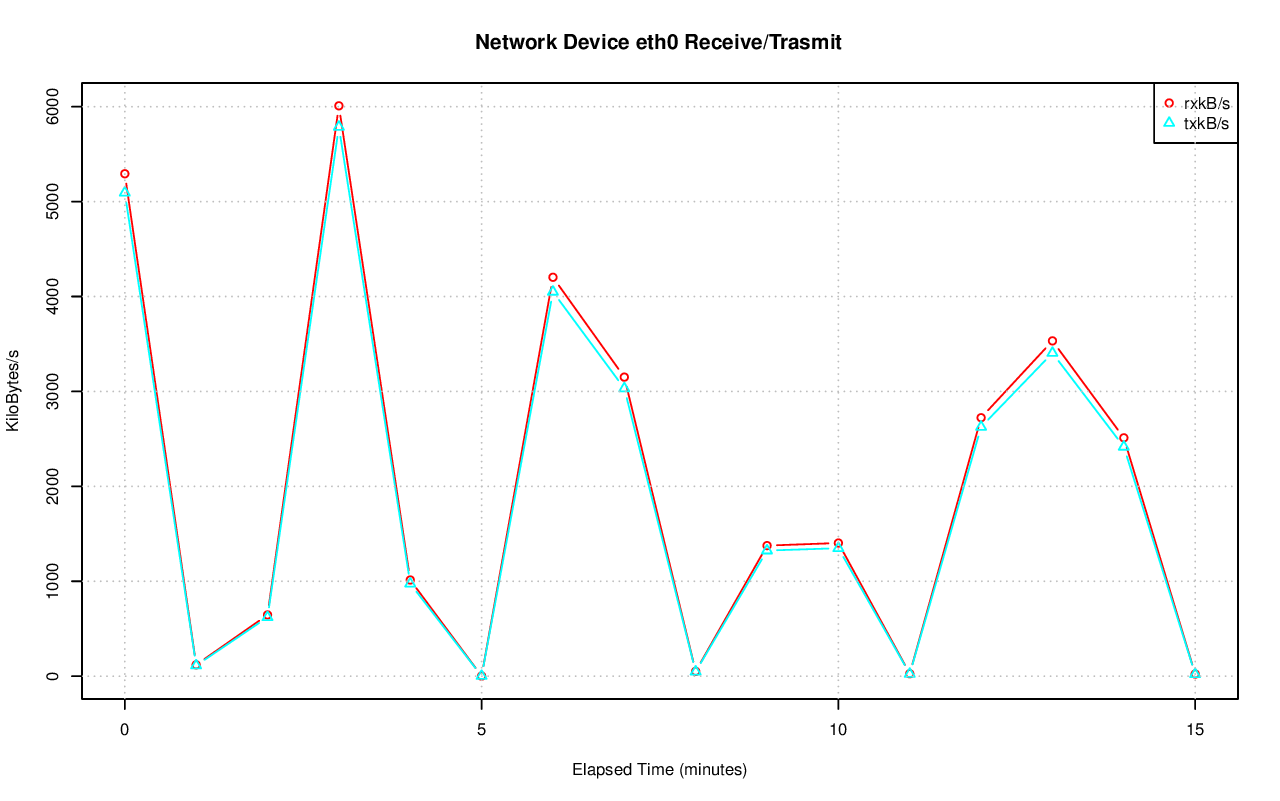 Network Device eth0 Receive/Trasmit
rxkB/s
txkB/s
6000
5000
4000
3000
2000
1000
0
KiloBytes/s
0 5 10 15
Elapsed Time (minutes)